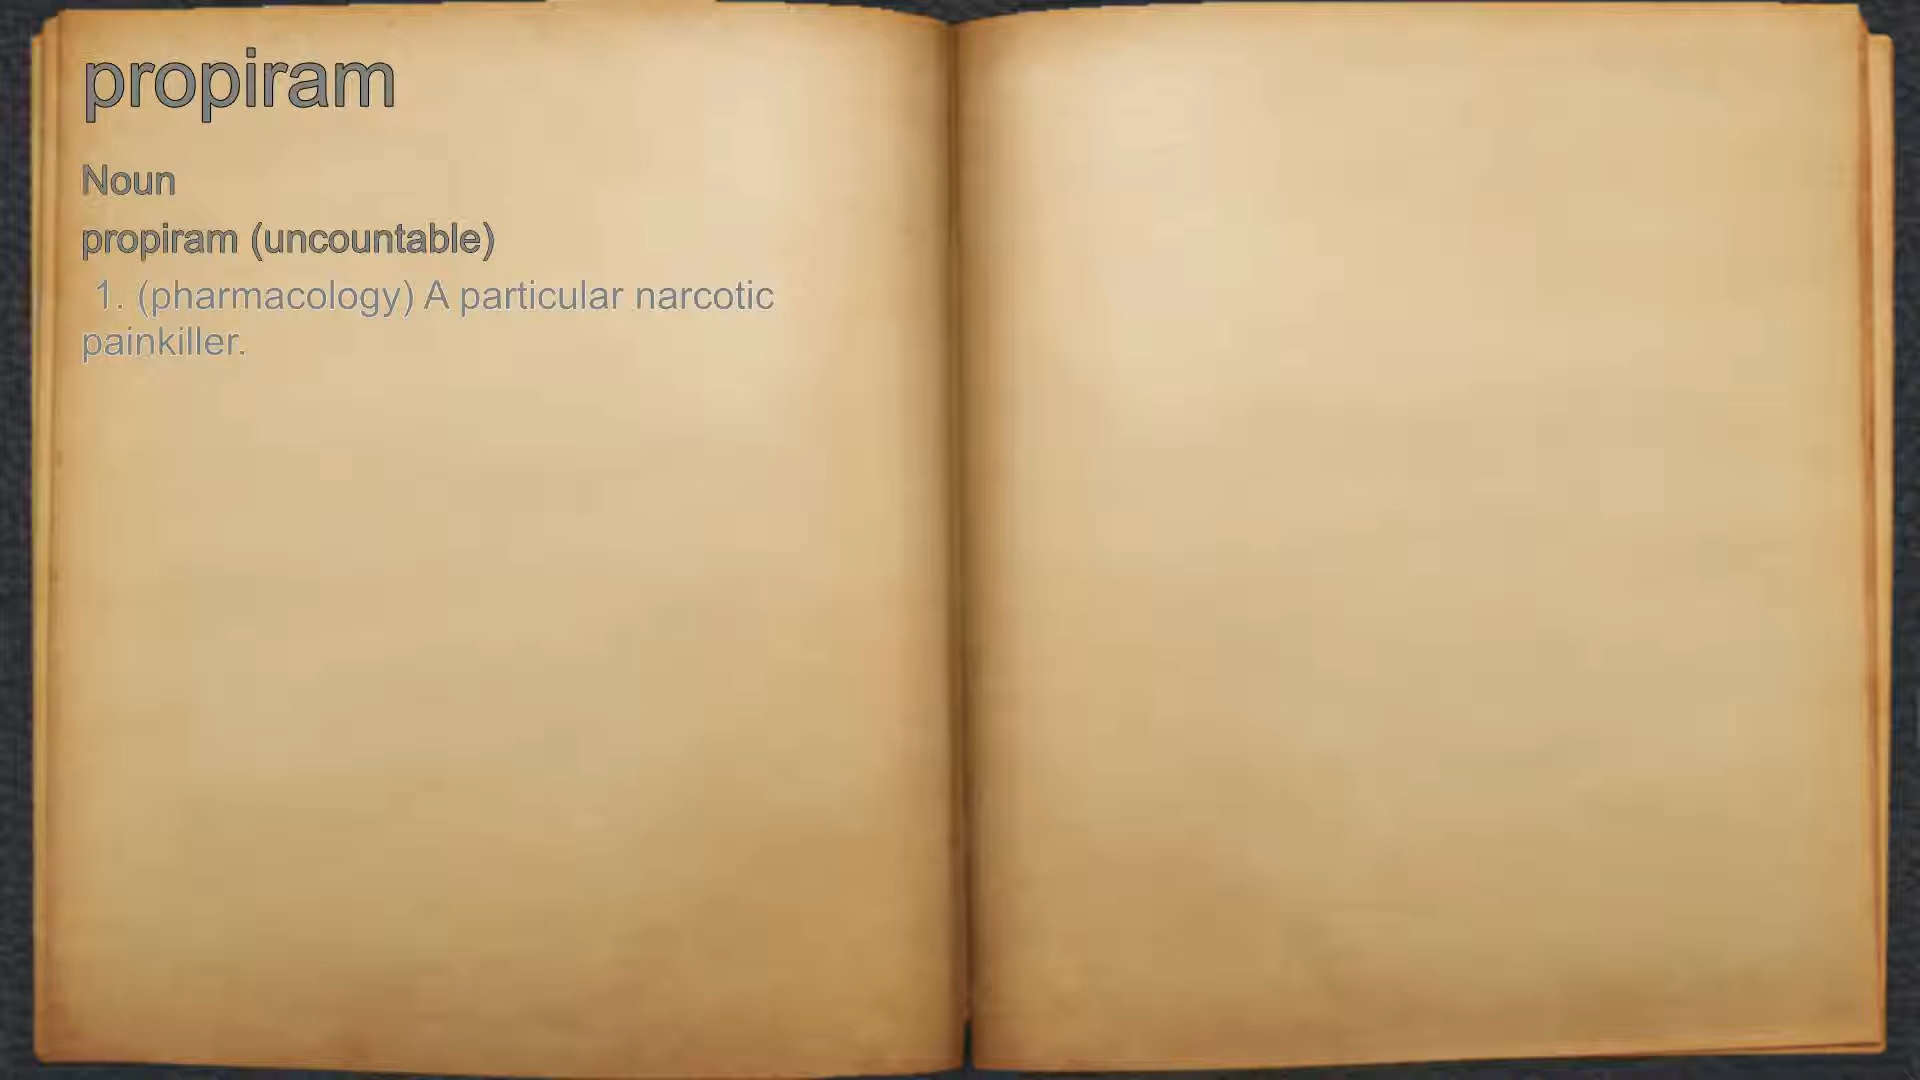 propiram
Noun
propiram (uncountable)
1. (pharmacology) A particular narcotic
painkiller.